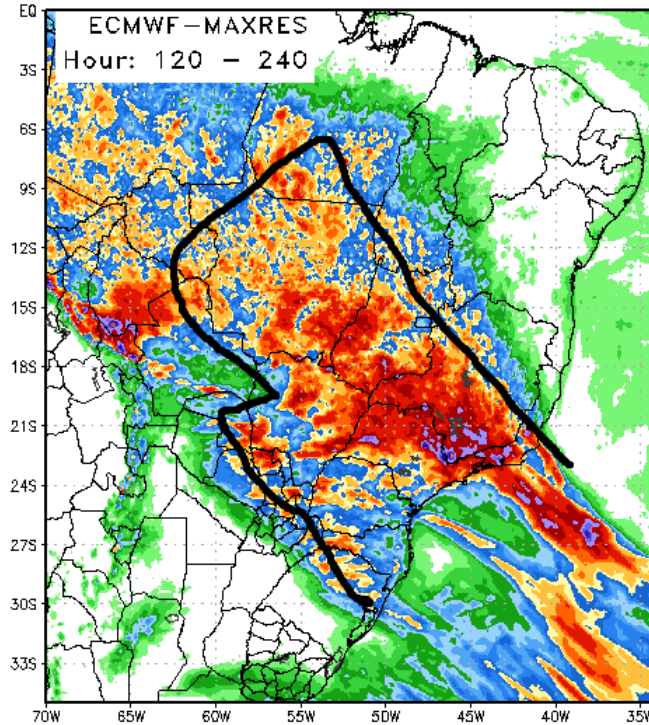 ECMWF-MAXRES
Hour: 120 - 240
EQ
3S
6S
9S
12S
15S
18S
21S
24S
27S
30S
33S
70W 65W 60W 55W 50W 45W 40W 35W